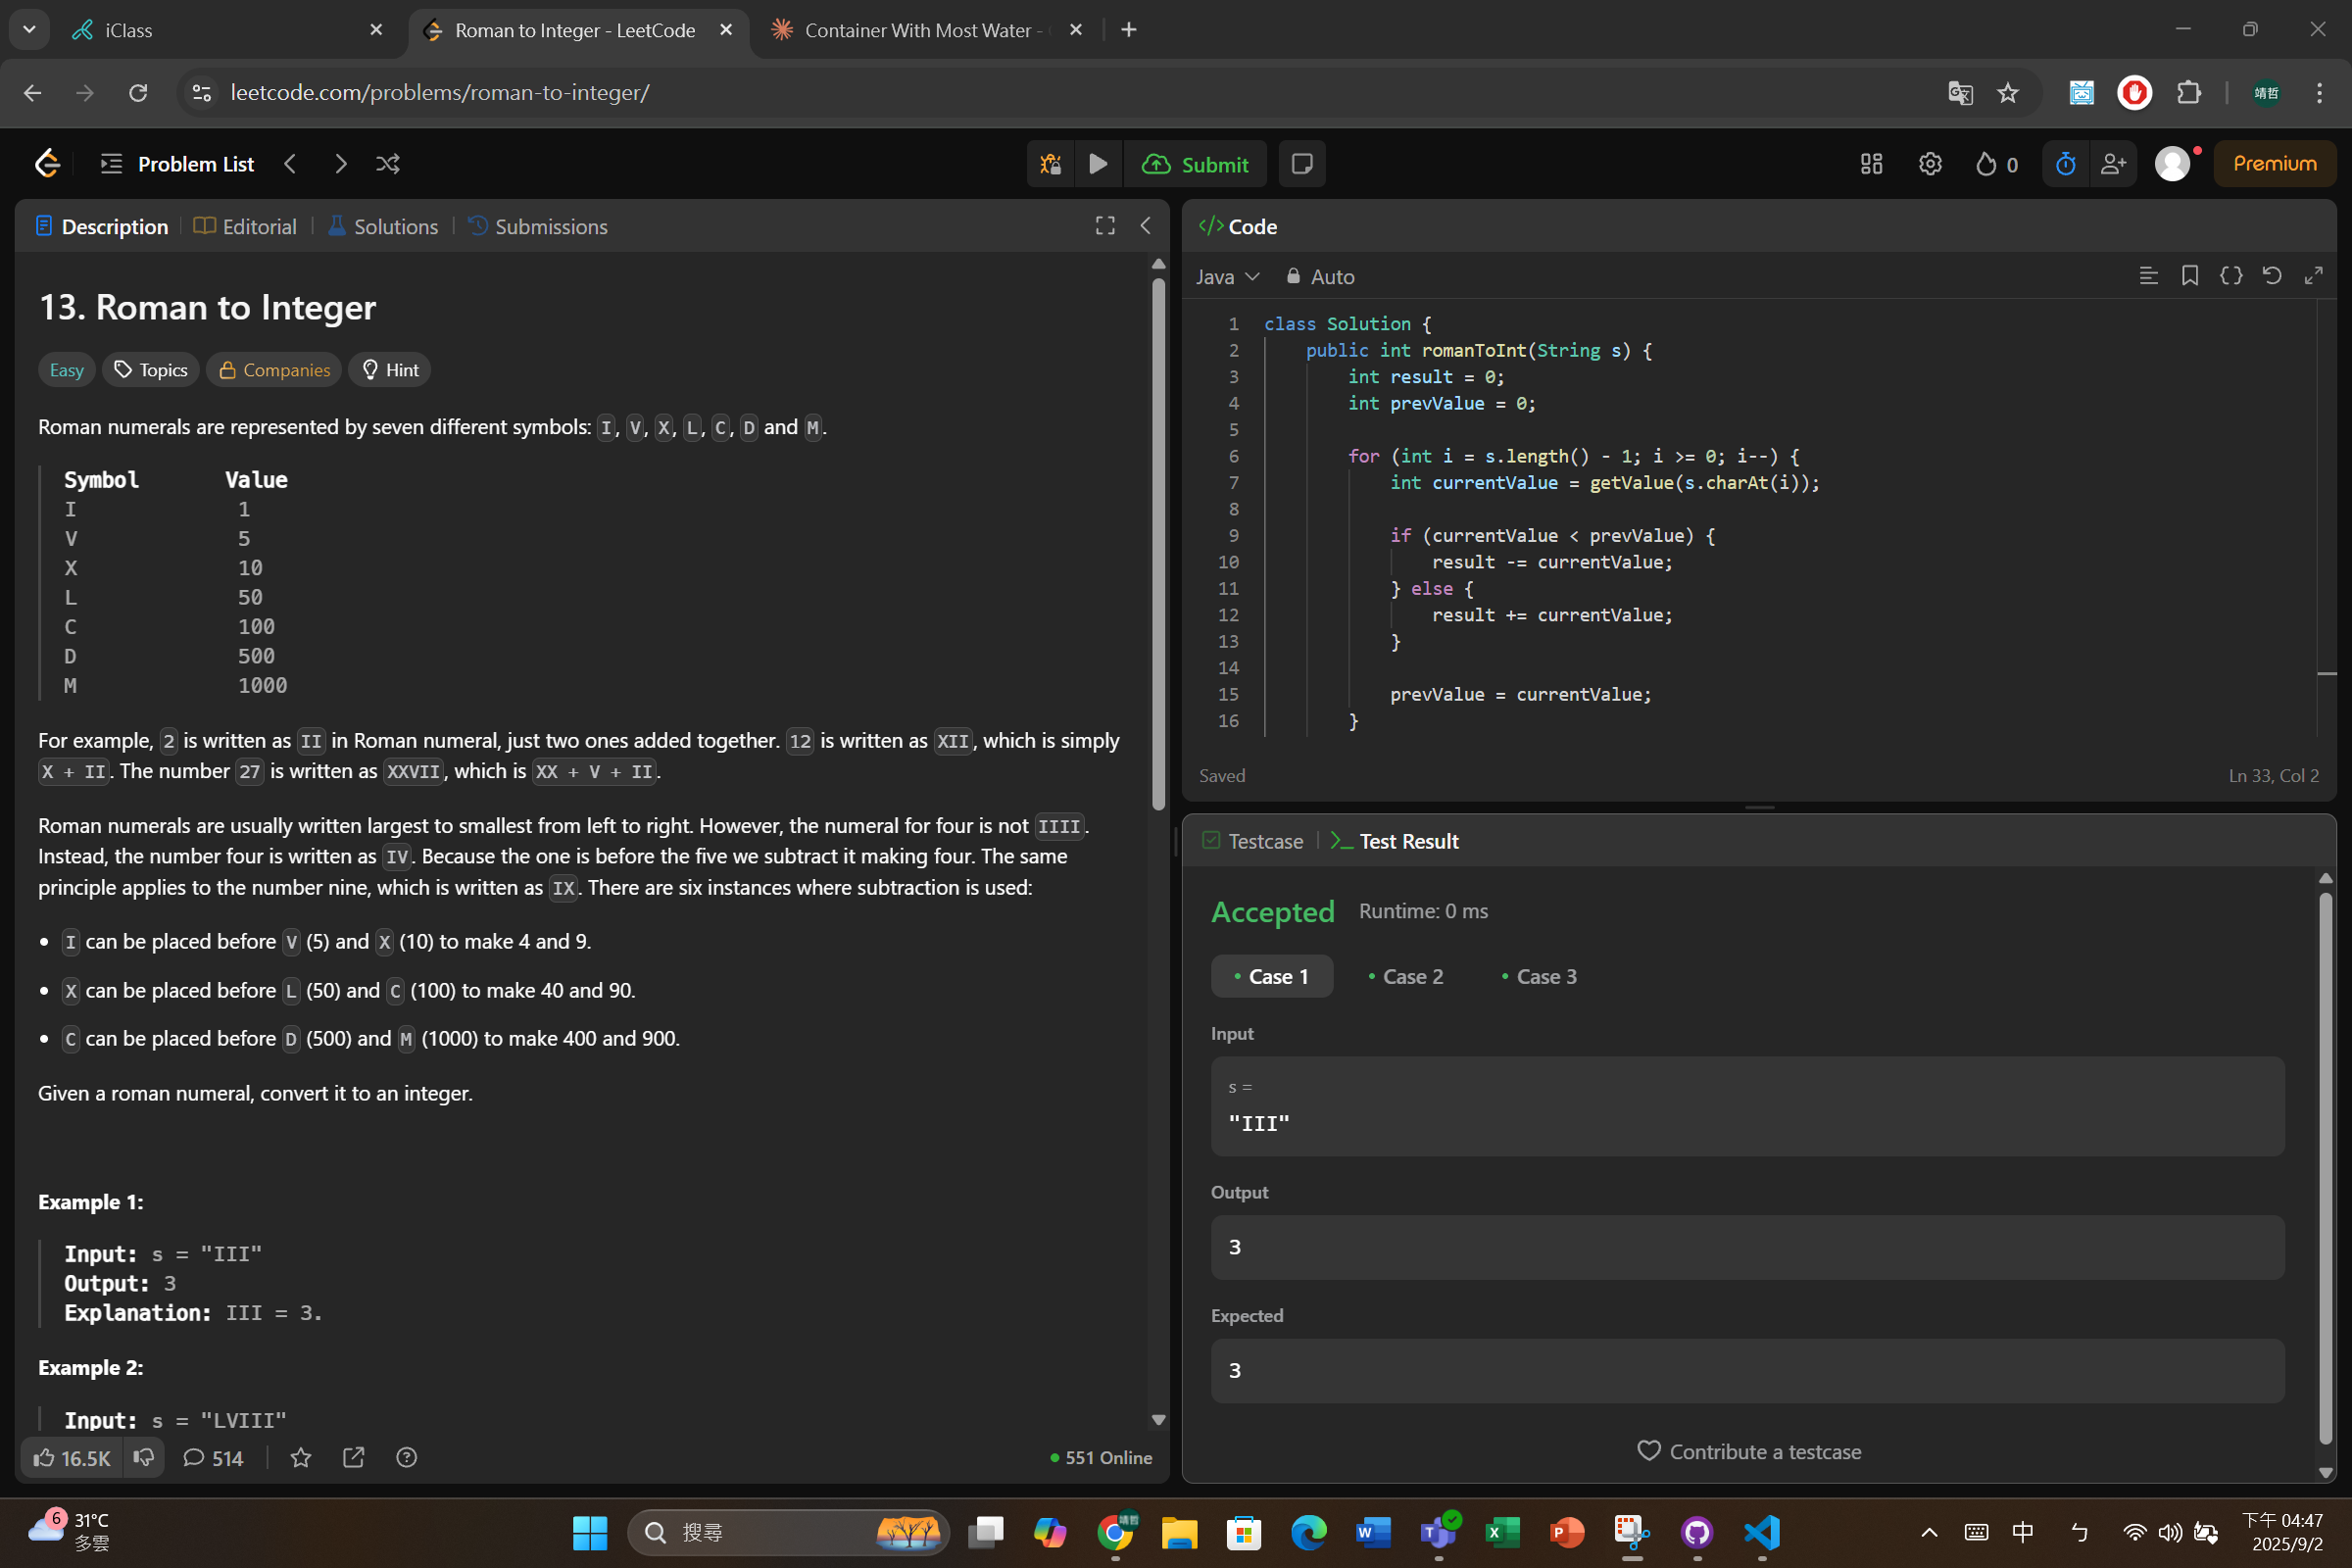 iClass
Roman to Integer - LeetCode
Container With Most Water -
leetcode.com/problems/roman-to-integer/
靖哲
Problem List
Submit
0
Premium
Description
Editorial
Solutions
Submissions
13. Roman to Integer
Easy
Topics
Companies
Hint
Roman numerals are represented by seven different symbols: I, V, X, L, C, D and M.
Symbol Value
I 1
V 5
X 10
L 50
C 100
D 500
M 1000
For example, 2 is written as II in Roman numeral, just two ones added together. 12 is written as XII, which is simply
X + II. The number 27 is written as XXVII, which is XX + V + II.
Roman numerals are usually written largest to smallest from left to right. However, the numeral for four is not IIII.
Instead, the number four is written as IV. Because the one is before the five we subtract it making four. The same
principle applies to the number nine, which is written as IX. There are six instances where subtraction is used:
• I can be placed before V (5) and X (10) to make 4 and 9.
• X can be placed before L (50) and C (100) to make 40 and 90.
• C can be placed before D (500) and M (1000) to make 400 and 900.
Given a roman numeral, convert it to an integer.
Example 1:
Input: s = "III"
Output: 3
Explanation: III = 3.
Example 2:
Input: s = "LVIII"
16.5K
514
551 Online
</> Code
Java
Auto
1 class Solution {
2 public int romanToInt(String s) {
3 int result = 0;
4 int prevValue = 0;
5
6 for (int i = s.length() - 1; i >= 0; i--) {
7 int currentValue = getValue(s.charAt(i));
8
9 if (currentValue < prevValue) {
10 result -= currentValue;
11 } else {
12 result += currentValue;
13 }
14
15 prevValue = currentValue;
16 }
Saved
Ln 33, Col 2
Testcase
Test Result
Accepted
Runtime: 0 ms
• Case 1
• Case 2
• Case 3
Input
s =
"III"
Output
3
Expected
3
Contribute a testcase
6
31°C
多雲
搜尋
靖哲
中
ㄅ
下午 04:47
2025/9/2